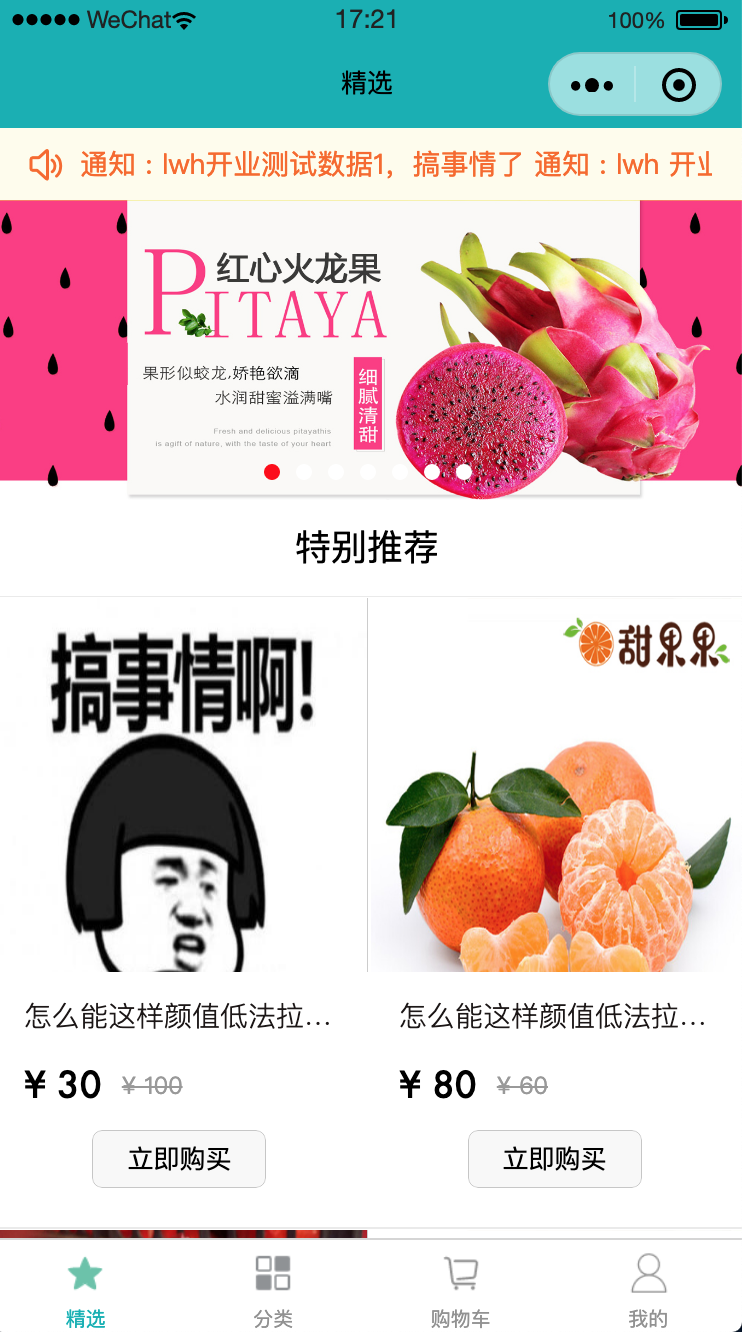 WeChat 17:21 100%
精选
通知：lwh开业测试数据1，搞事情了 通知：lwh 开业
红心火龙果
PITAYA
果形似蛟龙,娇艳欲滴
水润甜蜜溢满嘴
细腻清甜
Fresh and delicious pitayathis
is agift of nature, with the taste of your heart
特别推荐
搞事情啊!
甜果果
怎么能这样颜值低法拉...
怎么能这样颜值低法拉...
¥ 30 ¥ 100
¥ 80 ¥ 60
立即购买
立即购买
精选 分类 购物车 我的